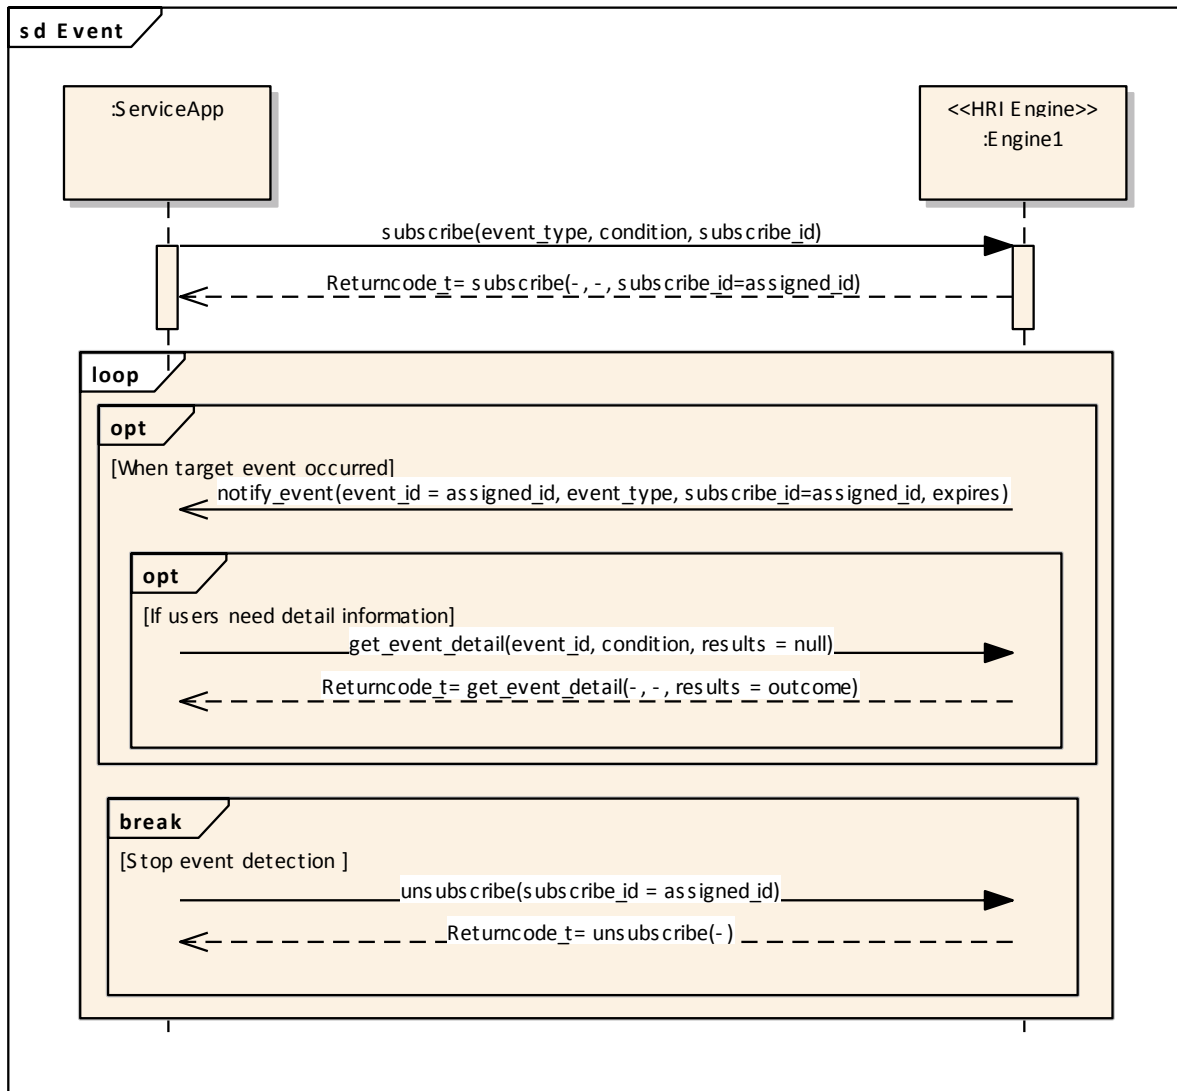 sd Event
:ServiceApp
<<HRI Engine>>
:Engine1
subscribe(event_type, condition, subscribe_id)
Returncode_t= subscribe(-, -, subscribe_id=assigned_id)
loop
opt
[When target event occurred]
notify_event(event_id = assigned_id, event_type, subscribe_id=assigned_id, expires)
opt
[If users need detail information]
get_event_detail(event_id, condition, results = null)
Returncode_t= get_event_detail(-, -, results = outcome)
break
[Stop event detection ]
unsubscribe(subscribe_id = assigned_id)
Returncode_t= unsubscribe(-)